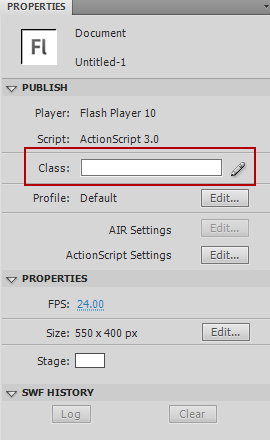 PROPERTIES
Fl
Document
Untitled-1
PUBLISH
Player: Flash Player 10
Script: ActionScript 3.0
Class:
Profile: Default Edit...
AIR Settings Edit...
ActionScript Settings Edit...
PROPERTIES
FPS: 24.00
Size: 550 x 400 px Edit...
Stage:
SWF HISTORY
Log Clear